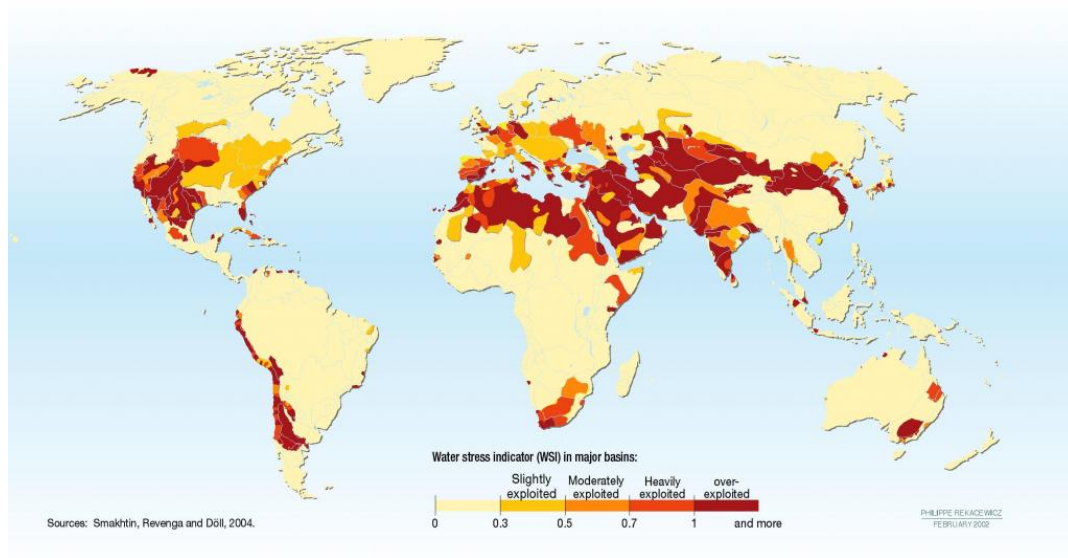 Water stress indicator (WSI) in major basins:
Slightly exploited
Moderately exploited
Heavily exploited
over-exploited
0 0.3 0.5 0.7 1 and more
Sources: Smakhtin, Revenga and Döll, 2004.
PHILIPPE REKACEWICZ
FEBRUARY 2002